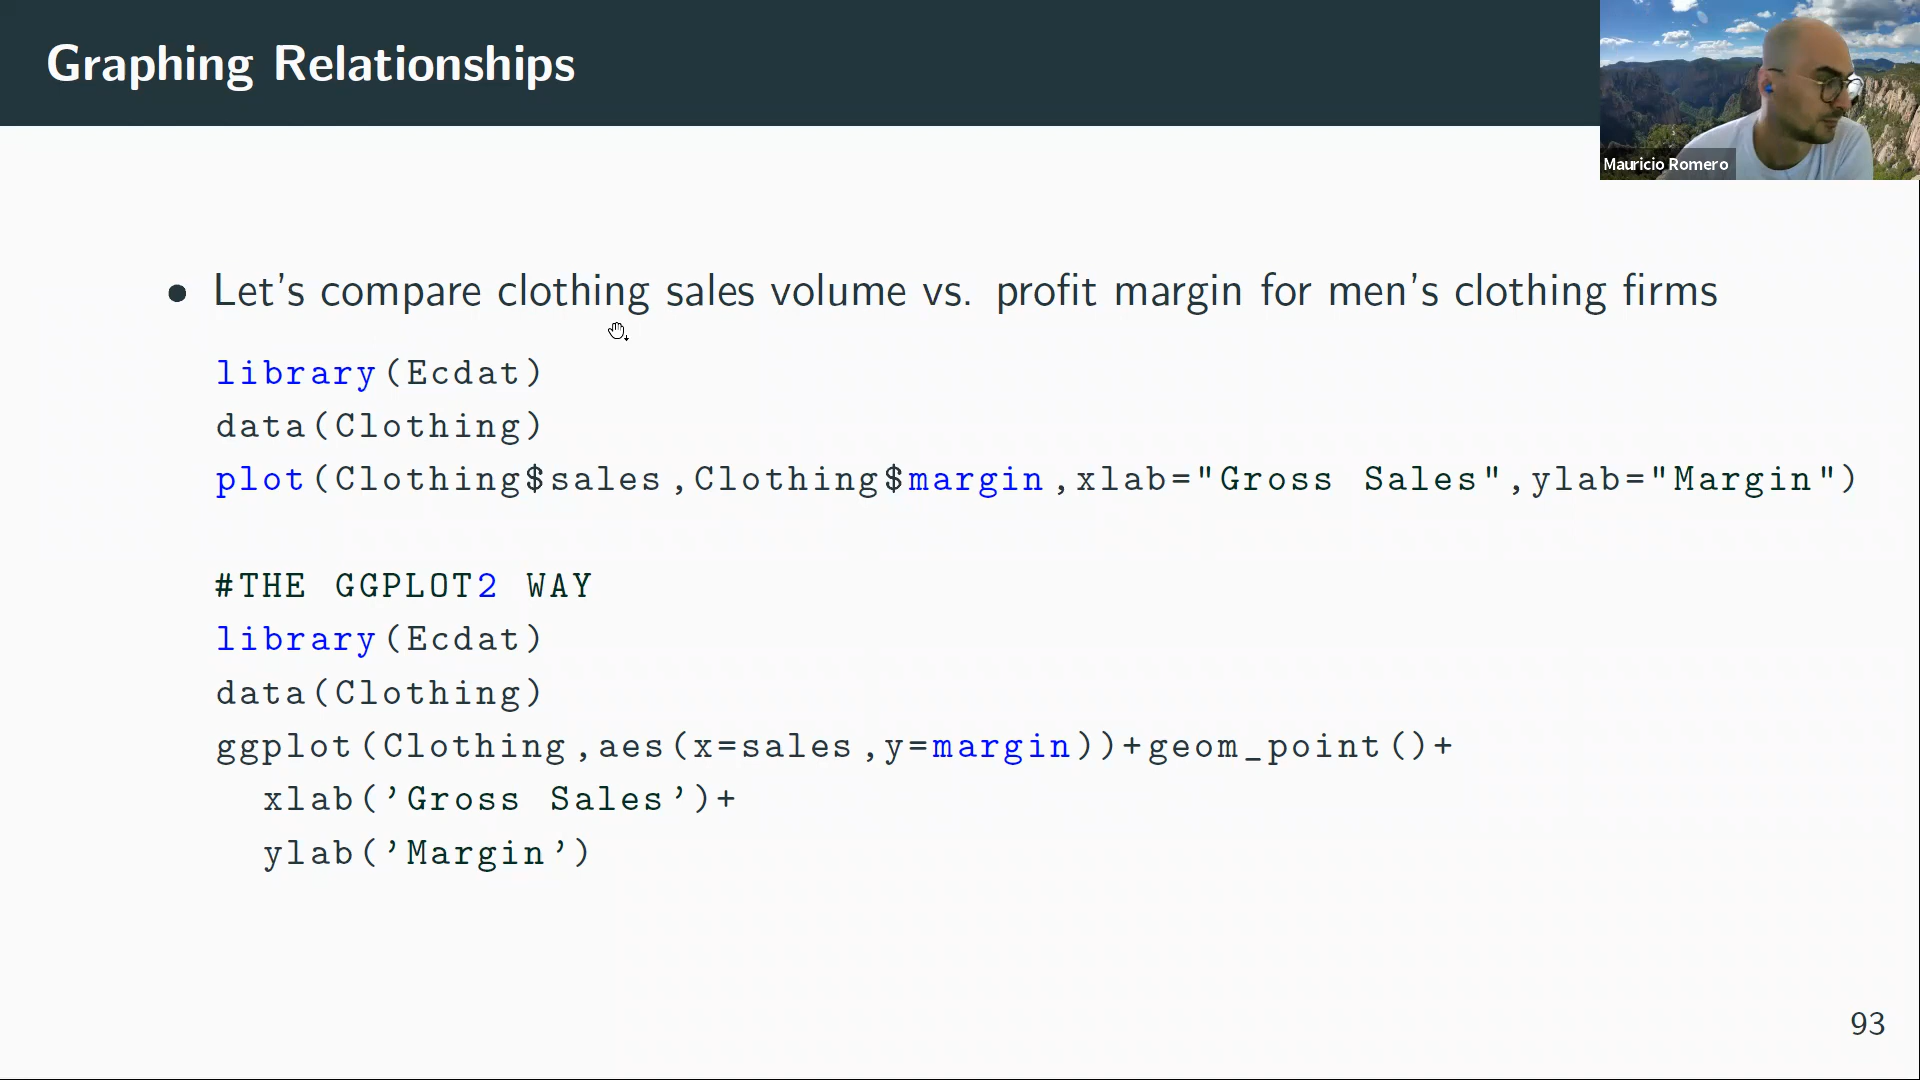 Graphing Relationships
Mauricio Romero
• Let's compare clothing sales volume vs. profit margin for men's clothing firms
library(Ecdat)
data(Clothing)
plot(Clothing$sales,Clothing$margin,xlab="Gross Sales",ylab="Margin")
#THE GGPLOT2 WAY
library(Ecdat)
data(Clothing)
ggplot(Clothing,aes(x=sales,y=margin))+geom_point()+
xlab('Gross Sales')+
ylab('Margin')
93